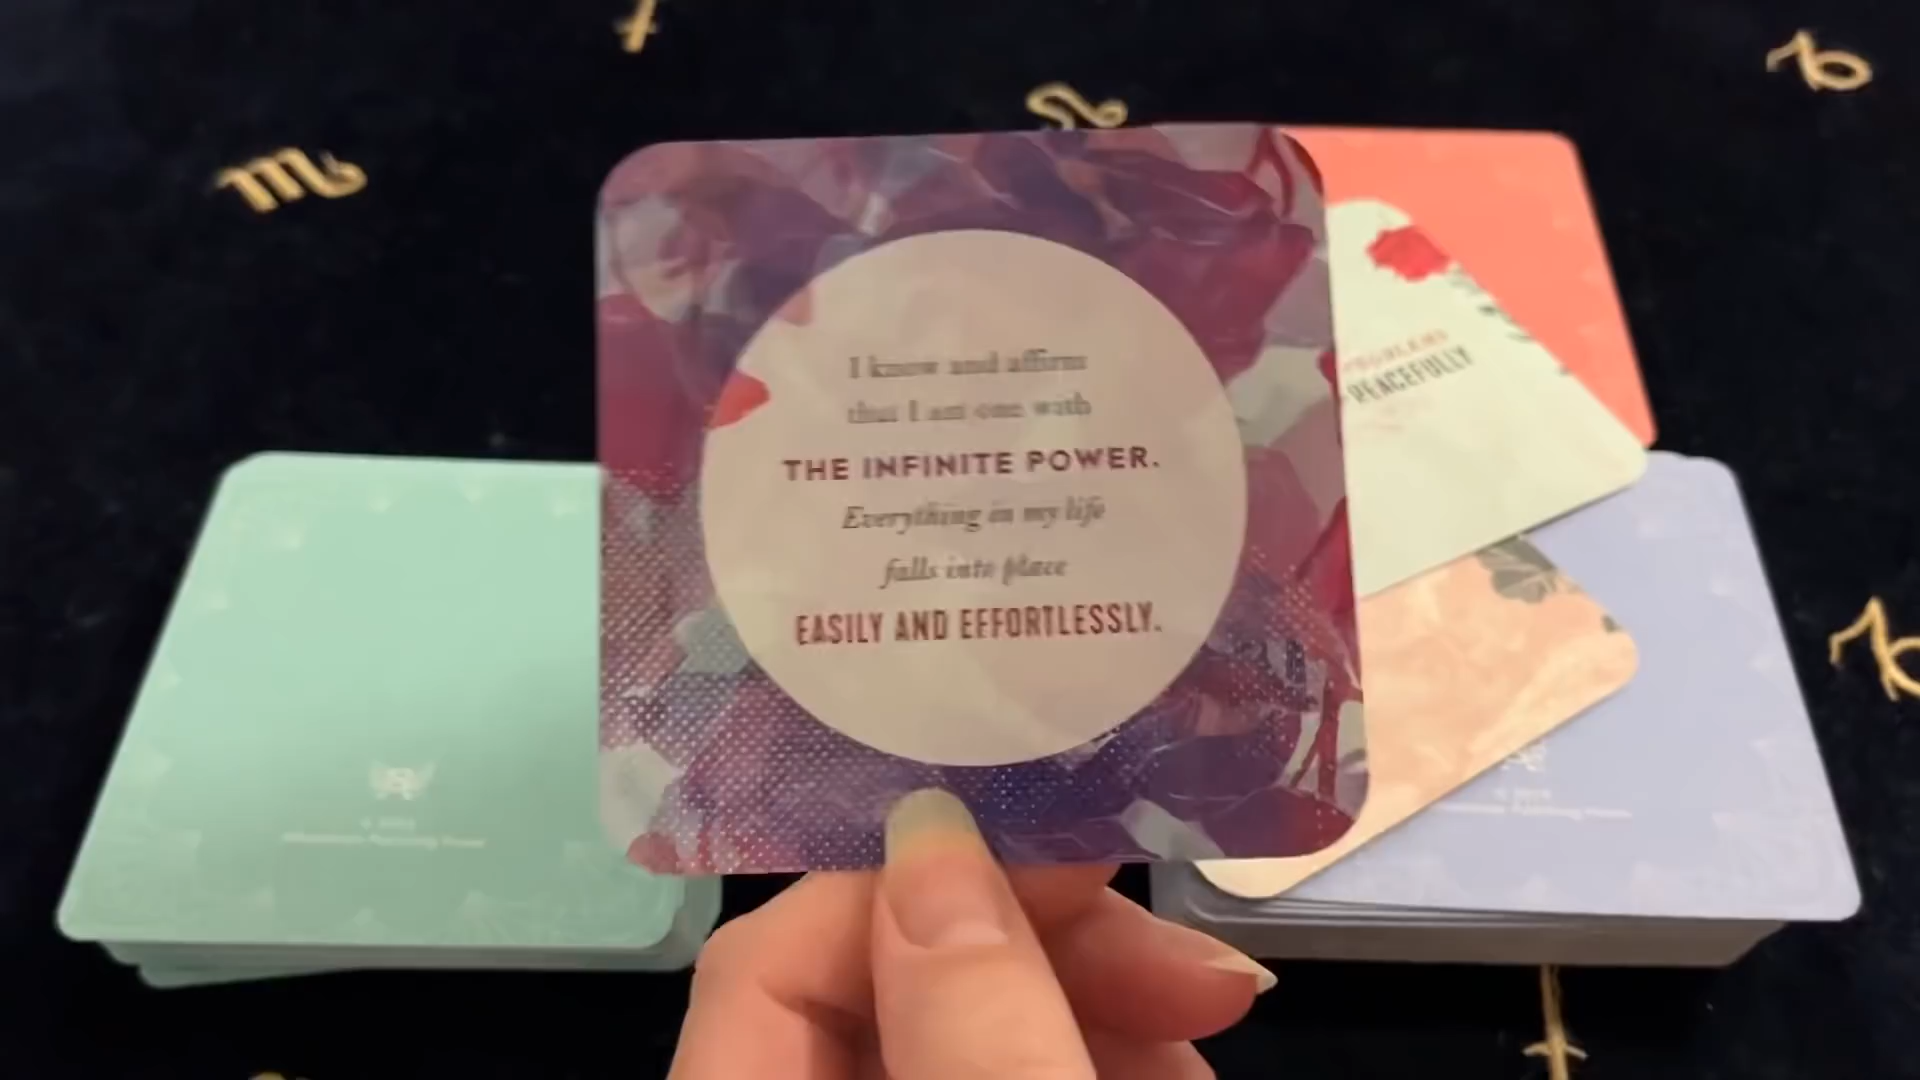 I know and affirm
that I am one with
THE INFINITE POWER.
Everything in my life
falls into place
EASILY AND EFFORTLESSLY.
PROBLEMS
PEACEFULLY